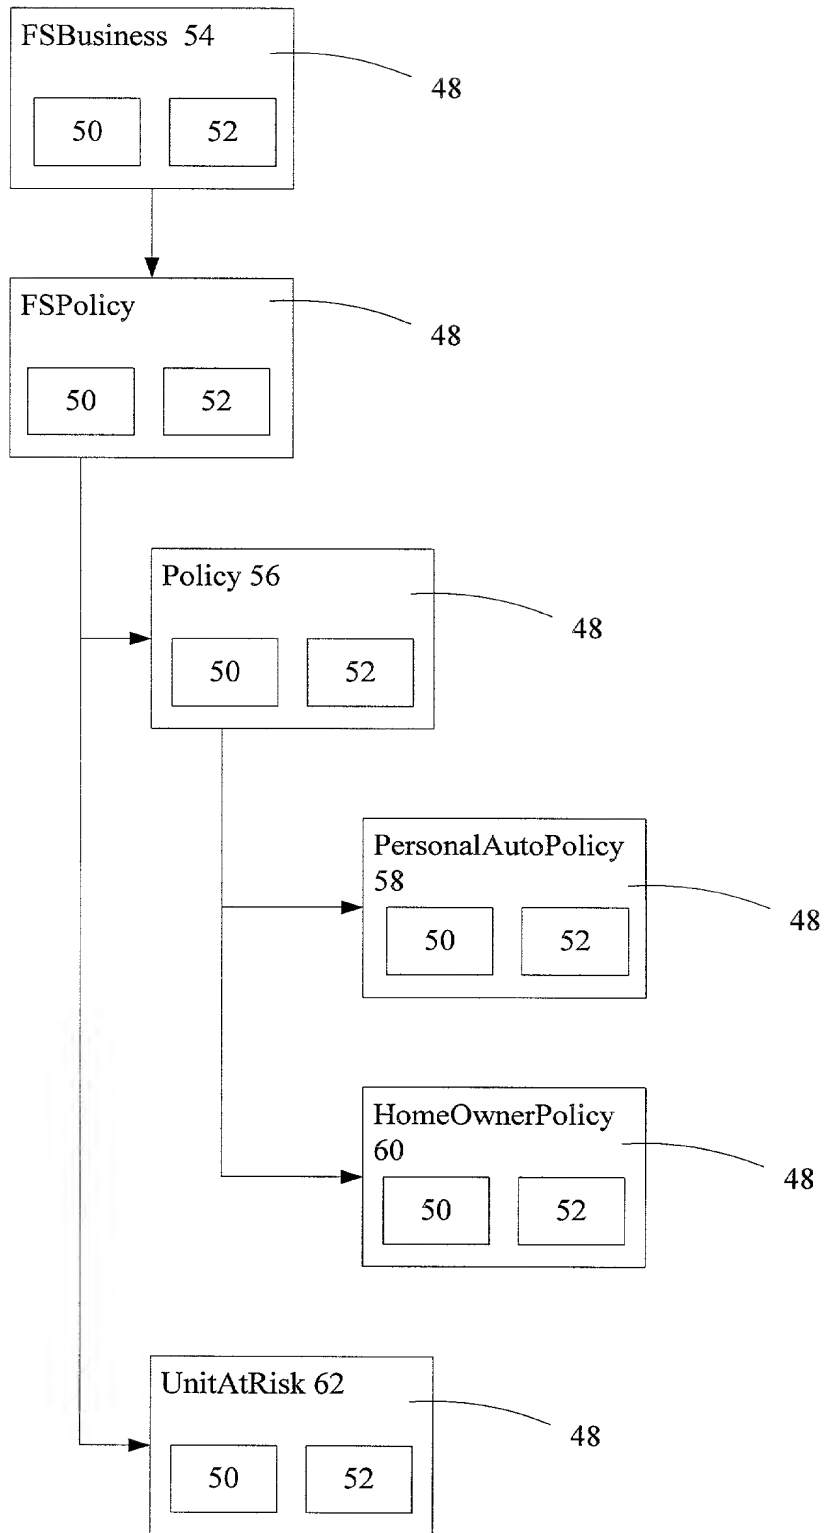 FSBusiness 54
48
50 52
FSPolicy
48
50 52
Policy 56
48
50 52
PersonalAutoPolicy
58
48
50 52
HomeOwnerPolicy
60
48
50 52
UnitAtRisk 62
48
50 52